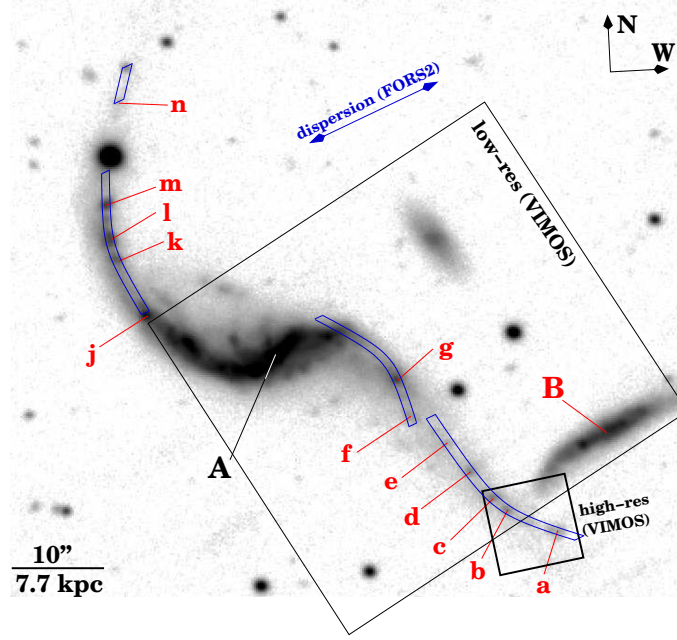 N
W
dispersion (FORS2)
low-res (VIMOS)
n
m
l
k
j
g
B
f
A
e
d
c
high-res
(VIMOS)
b
a
10"
7.7 kpc